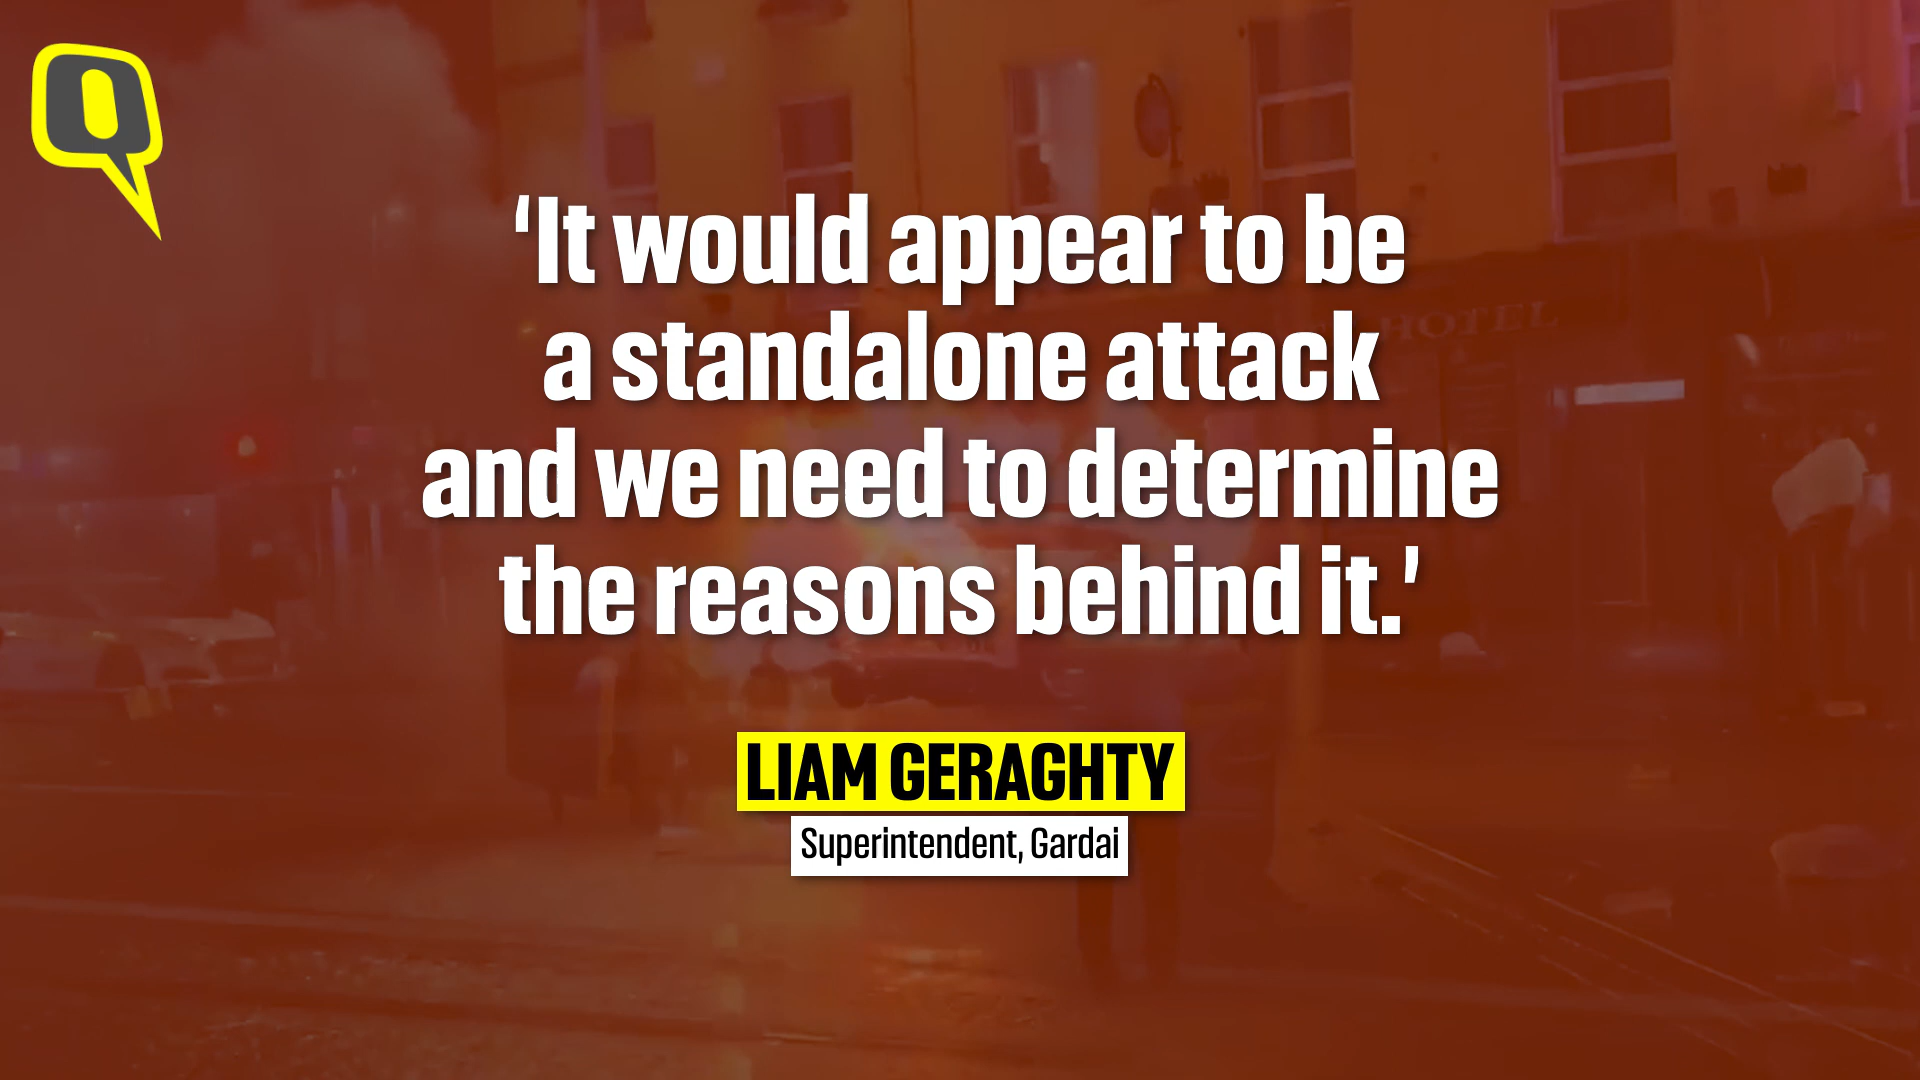 Q
‘It would appear to be
a standalone attack
and we need to determine
the reasons behind it.’
HOTEL
LIAM GERAGHTY
Superintendent, Gardai